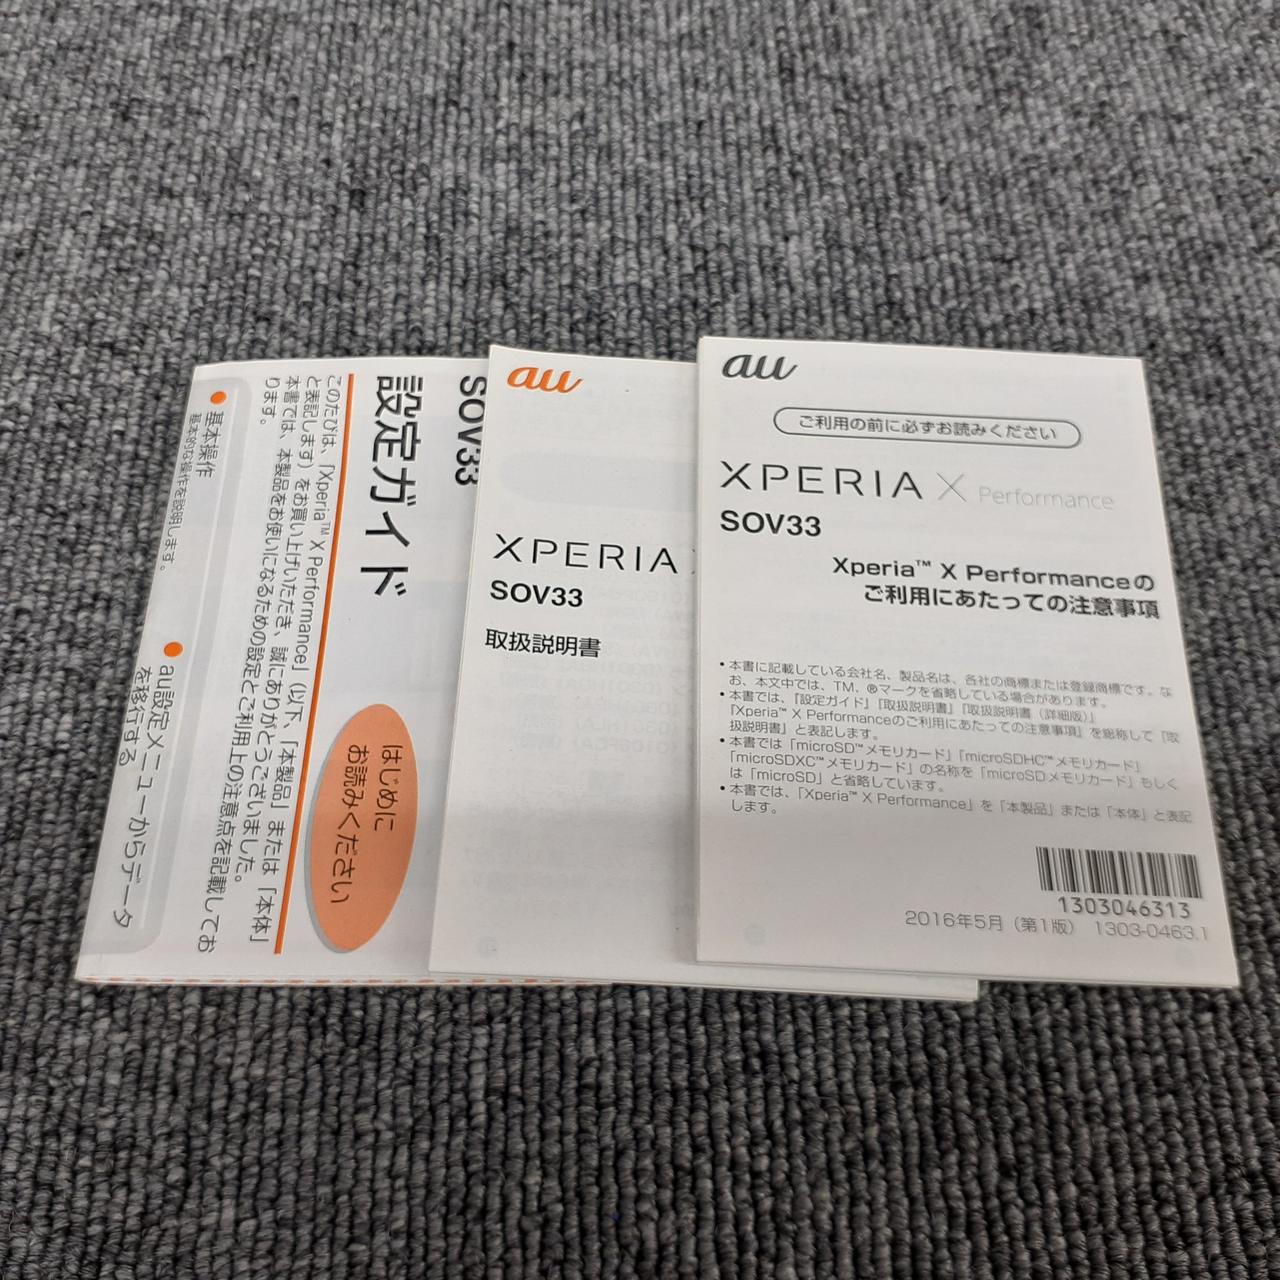 SOV33
設定ガイド
このたびは、「Xperia™ X Performance」(以下、「本製品」または「本体」
と表記します)をお買い上げいただき、誠にありがとうございました。
本書では、本製品をお使いになるための設定とご利用上の注意点を記載してお
ります。
はじめに
お読みください
基本操作
基本的な操作を説明します。
au設定メニューからデータ
を移行する
au
XPERIA
SOV33
取扱説明書
au
ご利用の前に必ずお読みください
XPERIA X Performance
SOV33
Xperia™ X Performanceの
ご利用にあたっての注意事項
•本書に記載している会社名、製品名は、各社の商標または登録商標です。な
お、本文中では、TM、®マークを省略している場合があります。
•本書では、「設定ガイド」「取扱説明書」「取扱説明書(詳細版)」
「Xperia™ X Performanceのご利用にあたっての注意事項」を総称して「取
扱説明書」と表記します。
•本書では「microSD™メモリカード」「microSDHC™メモリカード」
「microSDXC™メモリカード」の名称を「microSDメモリカード」もしく
は「microSD」と省略しています。
•本書では、「Xperia™ X Performance」を「本製品」または「本体」と表記
します。
1303046313
2016年5月(第1版) 1303-0463.1